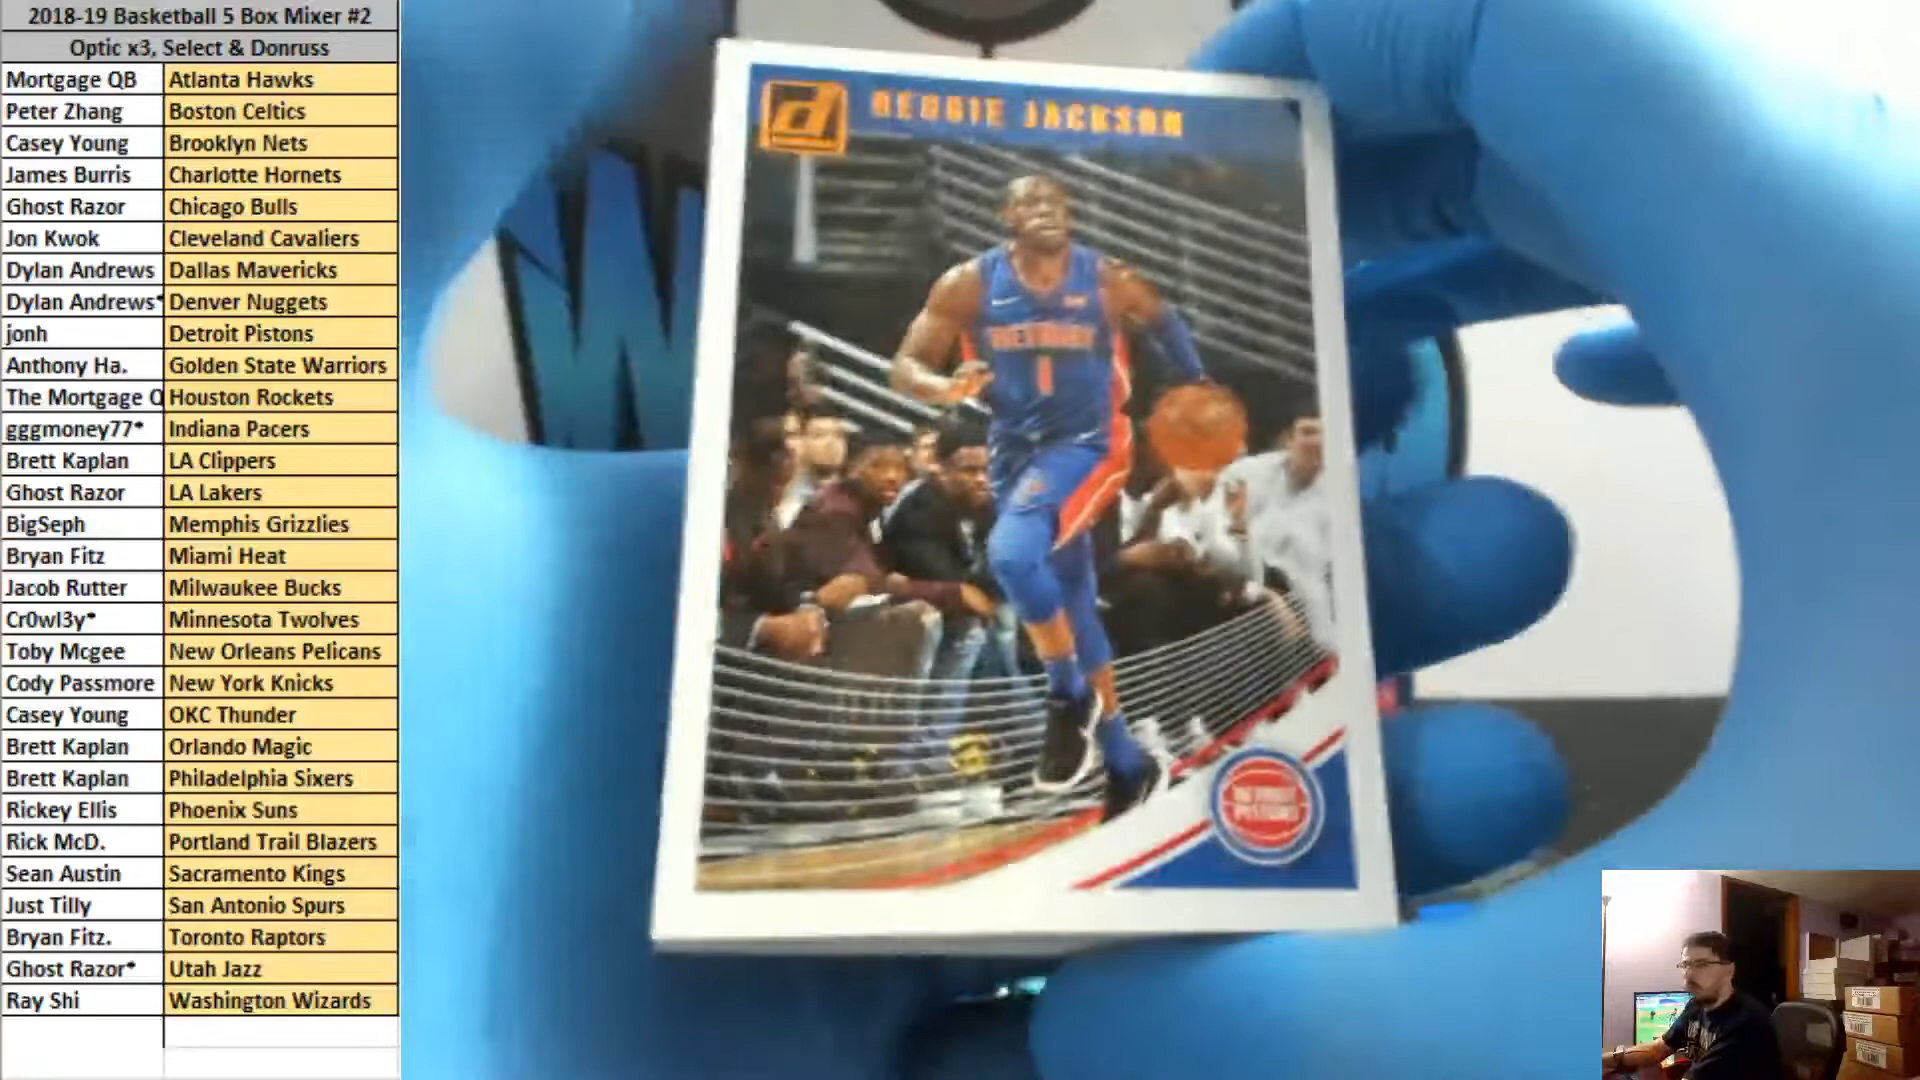 2018-19 Basketball 5 Box Mixer #2
Optic x3, Select & Donruss
Mortgage QB Atlanta Hawks
Peter Zhang Boston Celtics
Casey Young Brooklyn Nets
James Burris Charlotte Hornets
Ghost Razor Chicago Bulls
Jon Kwok Cleveland Cavaliers
Dylan Andrews Dallas Mavericks
Dylan Andrews* Denver Nuggets
jonh Detroit Pistons
Anthony Ha. Golden State Warriors
The Mortgage Q Houston Rockets
gggmoney77* Indiana Pacers
Brett Kaplan LA Clippers
Ghost Razor LA Lakers
BigSeph Memphis Grizzlies
Bryan Fitz Miami Heat
Jacob Rutter Milwaukee Bucks
Cr0wl3y* Minnesota Twolves
Toby Mcgee New Orleans Pelicans
Cody Passmore New York Knicks
Casey Young OKC Thunder
Brett Kaplan Orlando Magic
Brett Kaplan Philadelphia Sixers
Rickey Ellis Phoenix Suns
Rick McD. Portland Trail Blazers
Sean Austin Sacramento Kings
Just Tilly San Antonio Spurs
Bryan Fitz. Toronto Raptors
Ghost Razor* Utah Jazz
Ray Shi Washington Wizards
d
REGGIE JACKSON
DETROIT
1
DETROIT
PISTONS
W